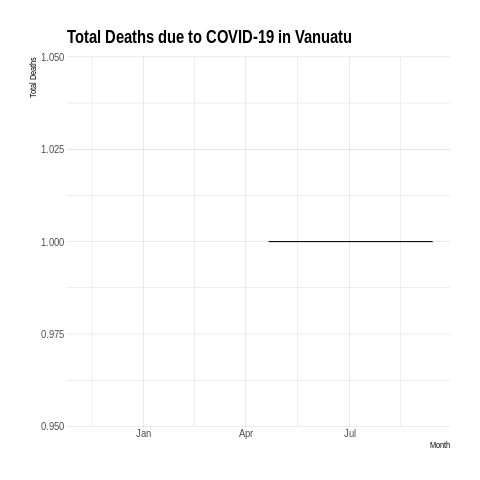 Total Deaths due to COVID-19 in Vanuatu
Total Deaths
1.050
1.025
1.000
0.975
0.950
Jan Apr Jul
Month